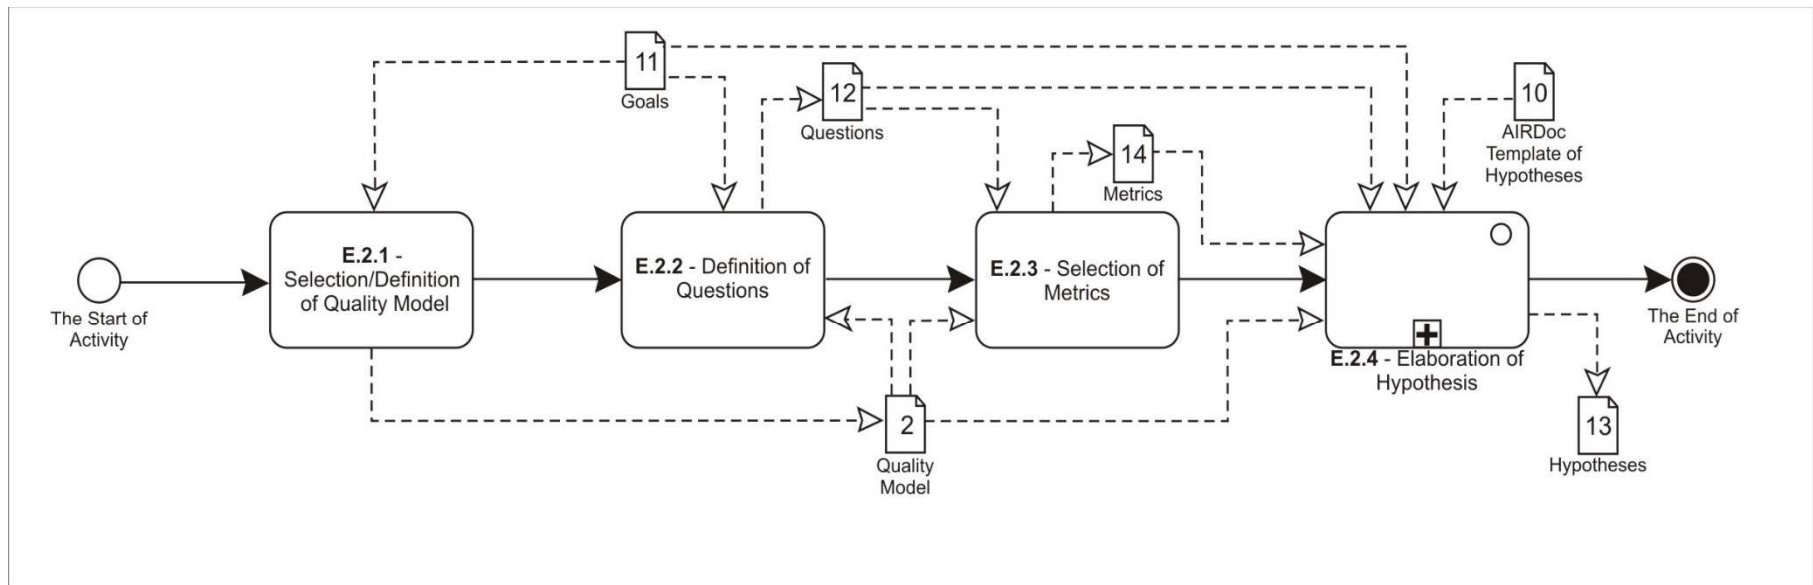 11
Goals
12
Questions
10
AIRDoc
Template of
Hypotheses
14
Metrics
The Start of
Activity
E.2.1 -
Selection/Definition
of Quality Model
E.2.2 - Definition of
Questions
E.2.3 - Selection of
Metrics
E.2.4 - Elaboration of
Hypothesis
The End of
Activity
2
Quality
Model
13
Hypotheses